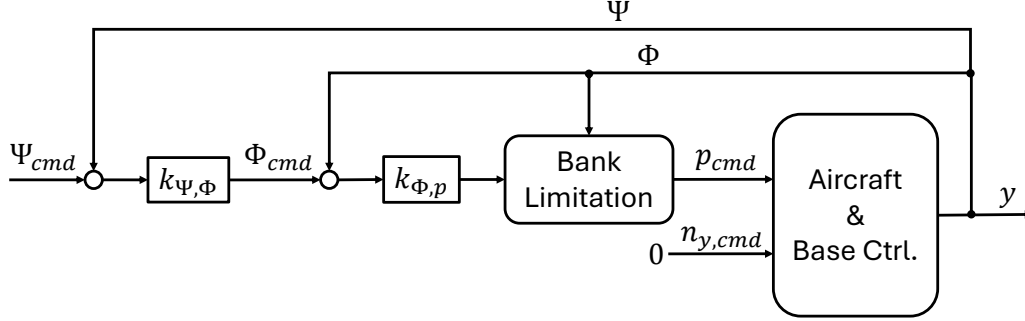 Ψ
Φ
Ψ_cmd
k_Ψ,Φ
Φ_cmd
k_Φ,p
Bank
Limitation
p_cmd
0 n_y,cmd
Aircraft
&
Base Ctrl.
y